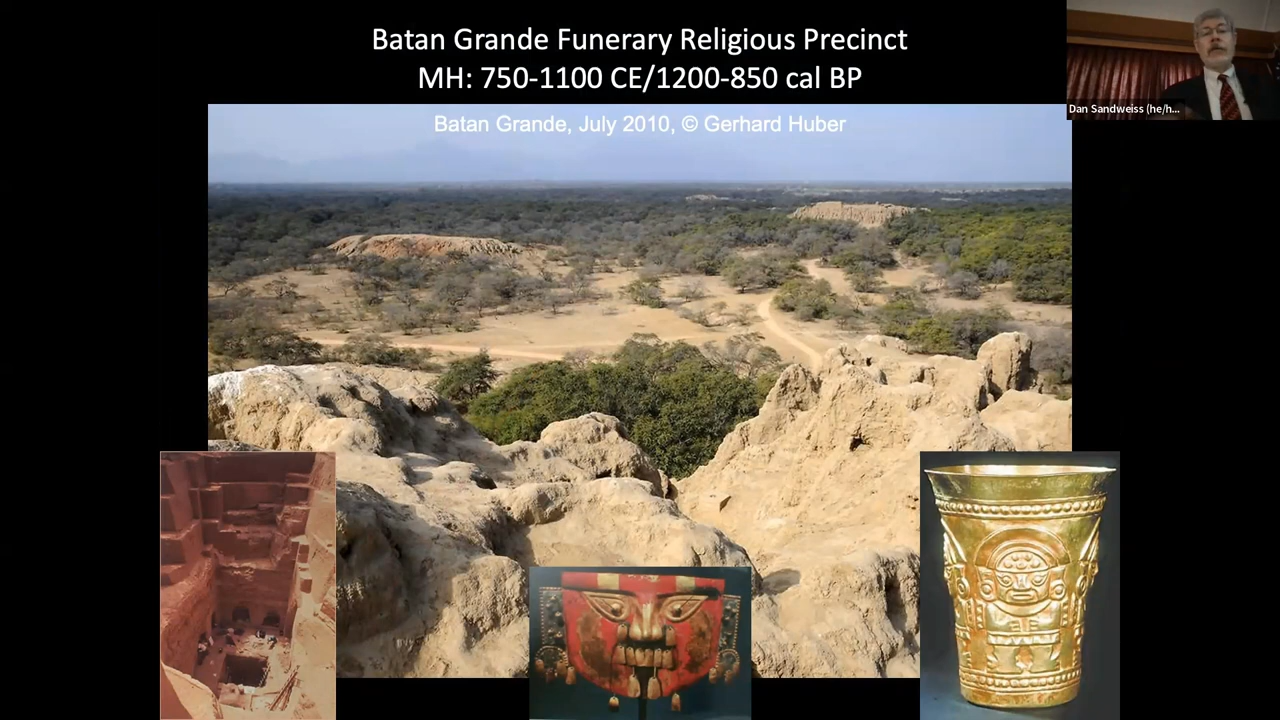 Batan Grande Funerary Religious Precinct
MH: 750-1100 CE/1200-850 cal BP
Batan Grande, July 2010, © Gerhard Huber
Dan Sandweiss (he/h...